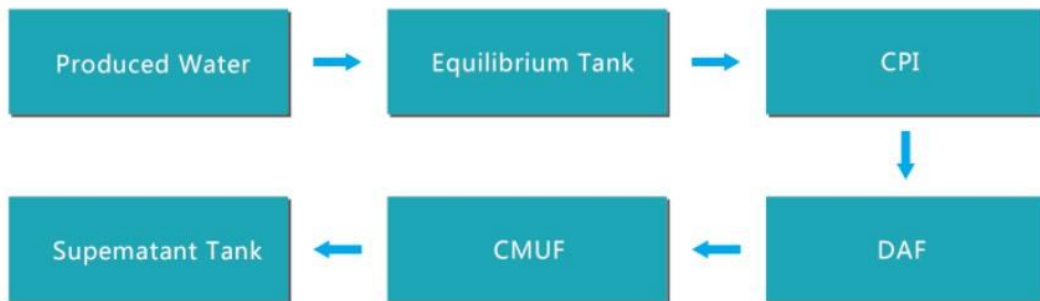 Produced Water
Equilibrium Tank
CPI
DAF
CMUF
Supematant Tank